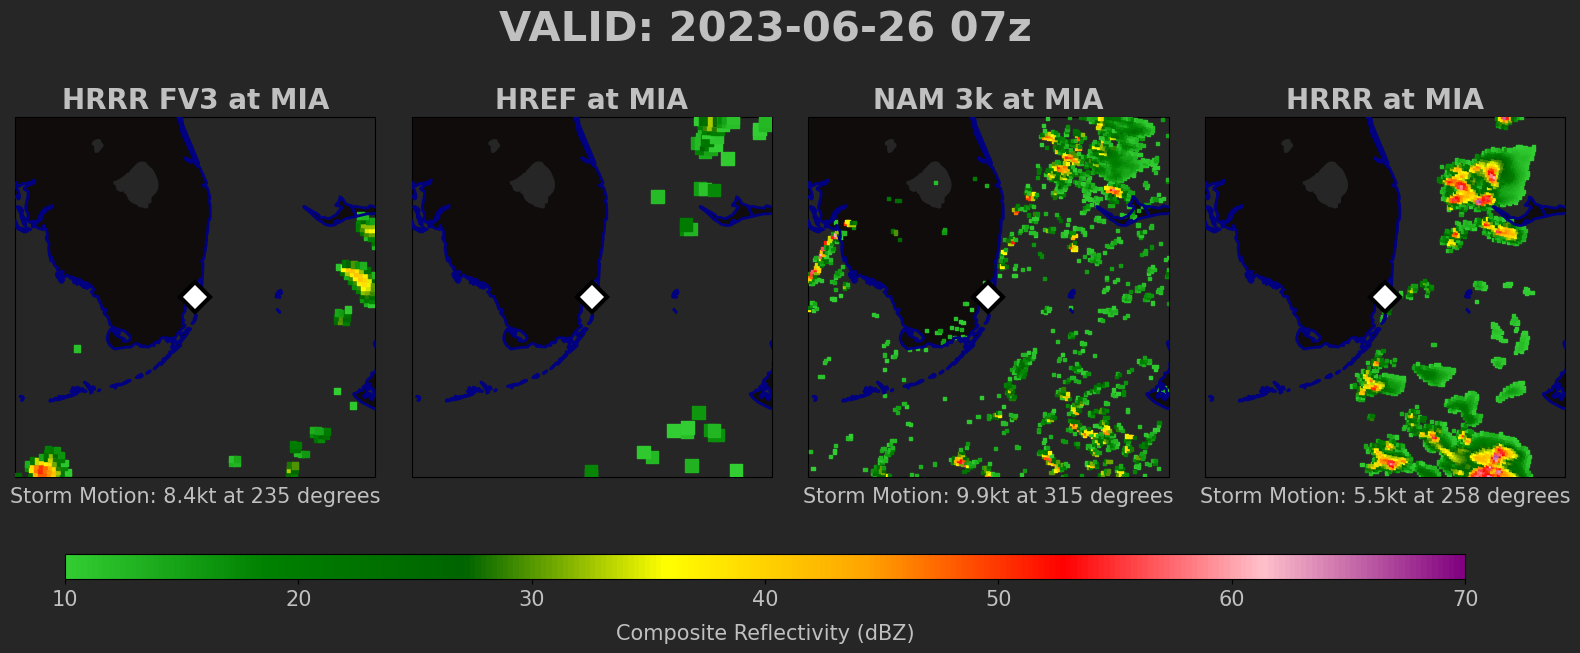 VALID: 2023-06-26 07z
HRRR FV3 at MIA
HREF at MIA
NAM 3k at MIA
HRRR at MIA
Storm Motion: 8.4kt at 235 degrees
Storm Motion: 9.9kt at 315 degrees
Storm Motion: 5.5kt at 258 degrees
10 20 30 40 50 60 70
Composite Reflectivity (dBZ)